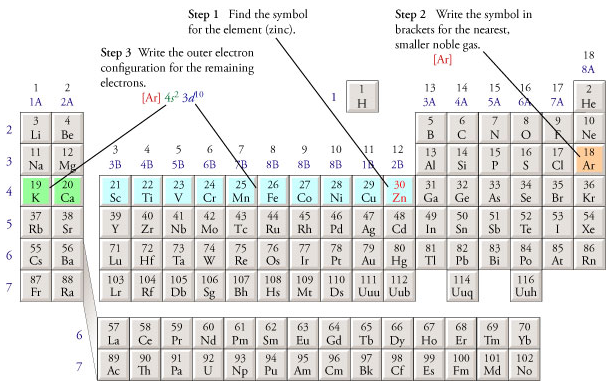 Step 1 Find the symbol
for the element (zinc).
Step 2 Write the symbol in
brackets for the nearest,
smaller noble gas.
[Ar]
Step 3 Write the outer electron
configuration for the remaining
electrons.
[Ar] 4s² 3d¹⁰
18
8A
1 2 13 14 15 16 17
1A 2A 3A 4A 5A 6A 7A
1
1 2
H He
2
3 4 5 6 7 8 9 10
Li Be B C N O F Ne
3 4 5 6 7 8 9 10 11 12
3B 4B 5B 6B 7B 8B 8B 8B 1B 2B
3
11 12 13 14 15 16 17 18
Na Mg Al Si P S Cl Ar
4
19 20 21 22 23 24 25 26 27 28 29 30 31 32 33 34 35 36
K Ca Sc Ti V Cr Mn Fe Co Ni Cu Zn Ga Ge As Se Br Kr
5
37 38 39 40 41 42 43 44 45 46 47 48 49 50 51 52 53 54
Rb Sr Y Zr Nb Mo Tc Ru Rh Pd Ag Cd In Sn Sb Te I Xe
6
55 56 71 72 73 74 75 76 77 78 79 80 81 82 83 84 85 86
Cs Ba Lu Hf Ta W Re Os Ir Pt Au Hg Tl Pb Bi Po At Rn
7
87 88 103 104 105 106 107 108 109 110 111 112 114 116
Fr Ra Lr Rf Db Sg Bh Hs Mt Ds Uuu Uub Uuq Uuh
6
57 58 59 60 61 62 63 64 65 66 67 68 69 70
La Ce Pr Nd Pm Sm Eu Gd Tb Dy Ho Er Tm Yb
7
89 90 91 92 93 94 95 96 97 98 99 100 101 102
Ac Th Pa U Np Pu Am Cm Bk Cf Es Fm Md No